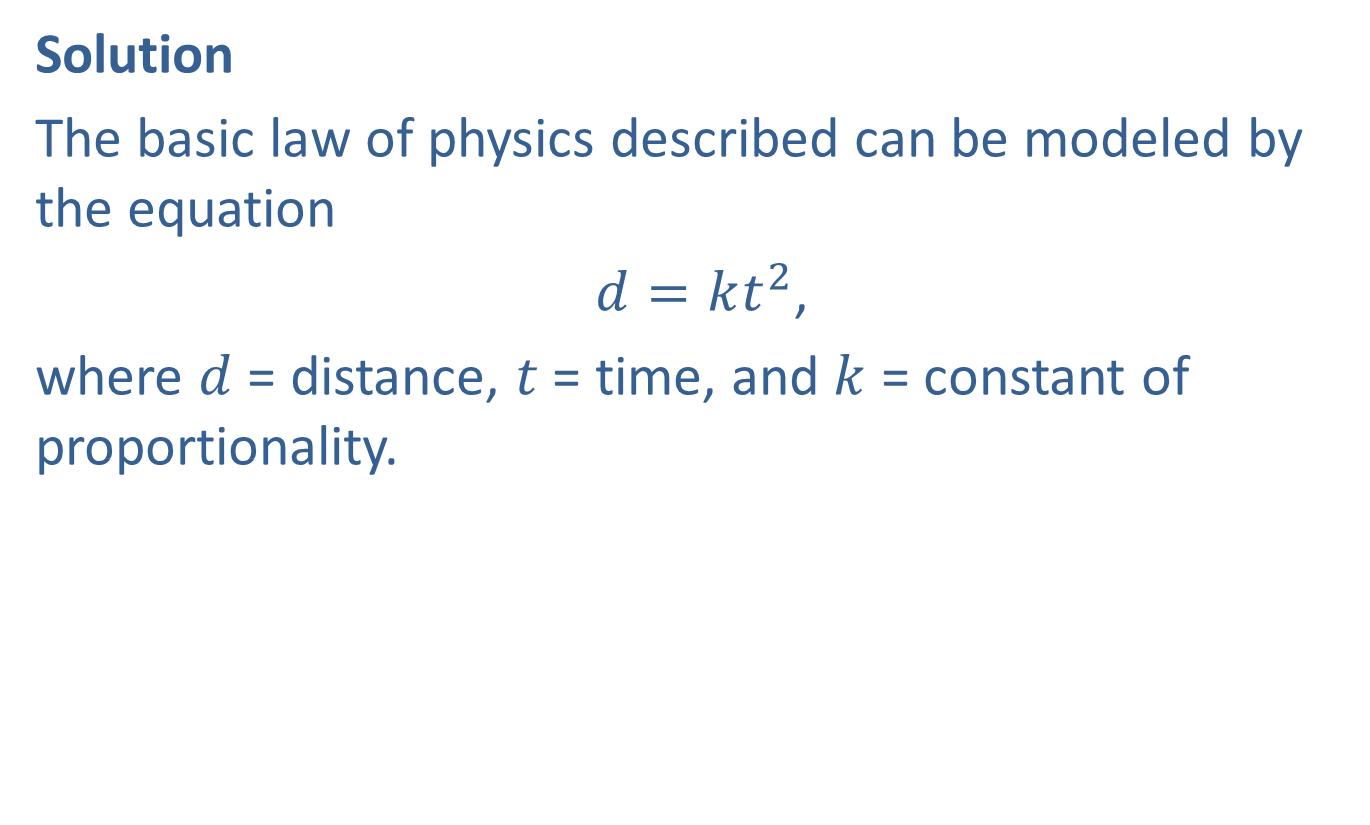 Solution
The basic law of physics described can be modeled by
the equation
𝑑 = 𝑘𝑡²,
where 𝑑 = distance, 𝑡 = time, and 𝑘 = constant of
proportionality.